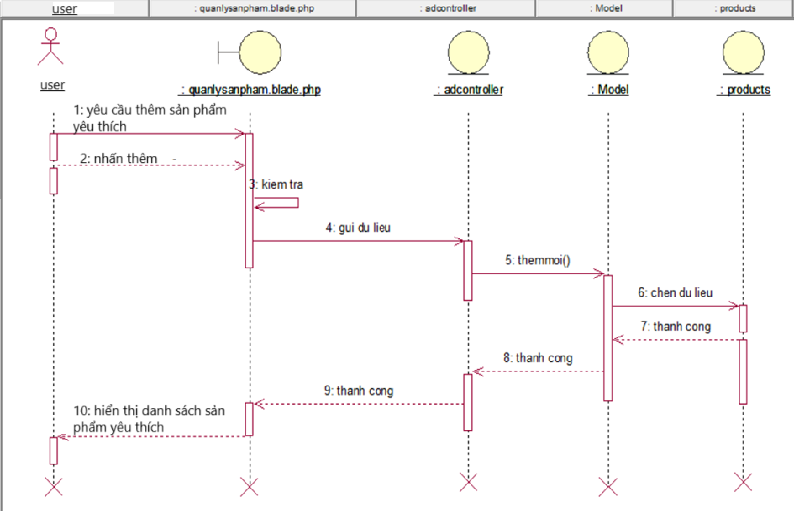 user
: quanlysanpham.blade.php
: adcontroller
: Model
: products
user
: quanlysanpham.blade.php
: adcontroller
: Model
: products
1: yêu cầu thêm sản phẩm
yêu thích
2: nhấn thêm
3: kiem tra
4: gui du lieu
5: themmoi()
6: chen du lieu
7: thanh cong
8: thanh cong
9: thanh cong
10: hiển thị danh sách sản
phẩm yêu thích